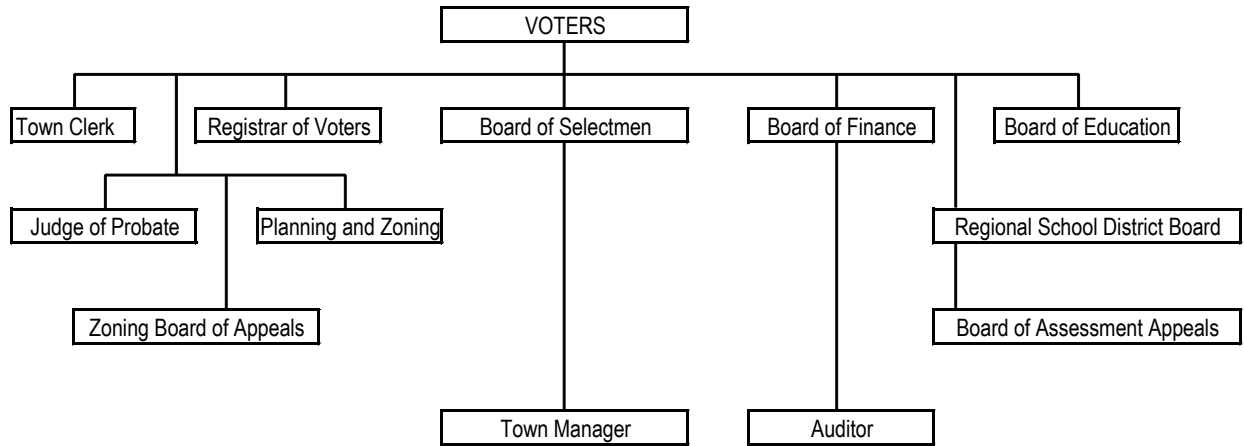 VOTERS
Town Clerk
Registrar of Voters
Board of Selectmen
Board of Finance
Board of Education
Judge of Probate
Planning and Zoning
Regional School District Board
Zoning Board of Appeals
Board of Assessment Appeals
Town Manager
Auditor